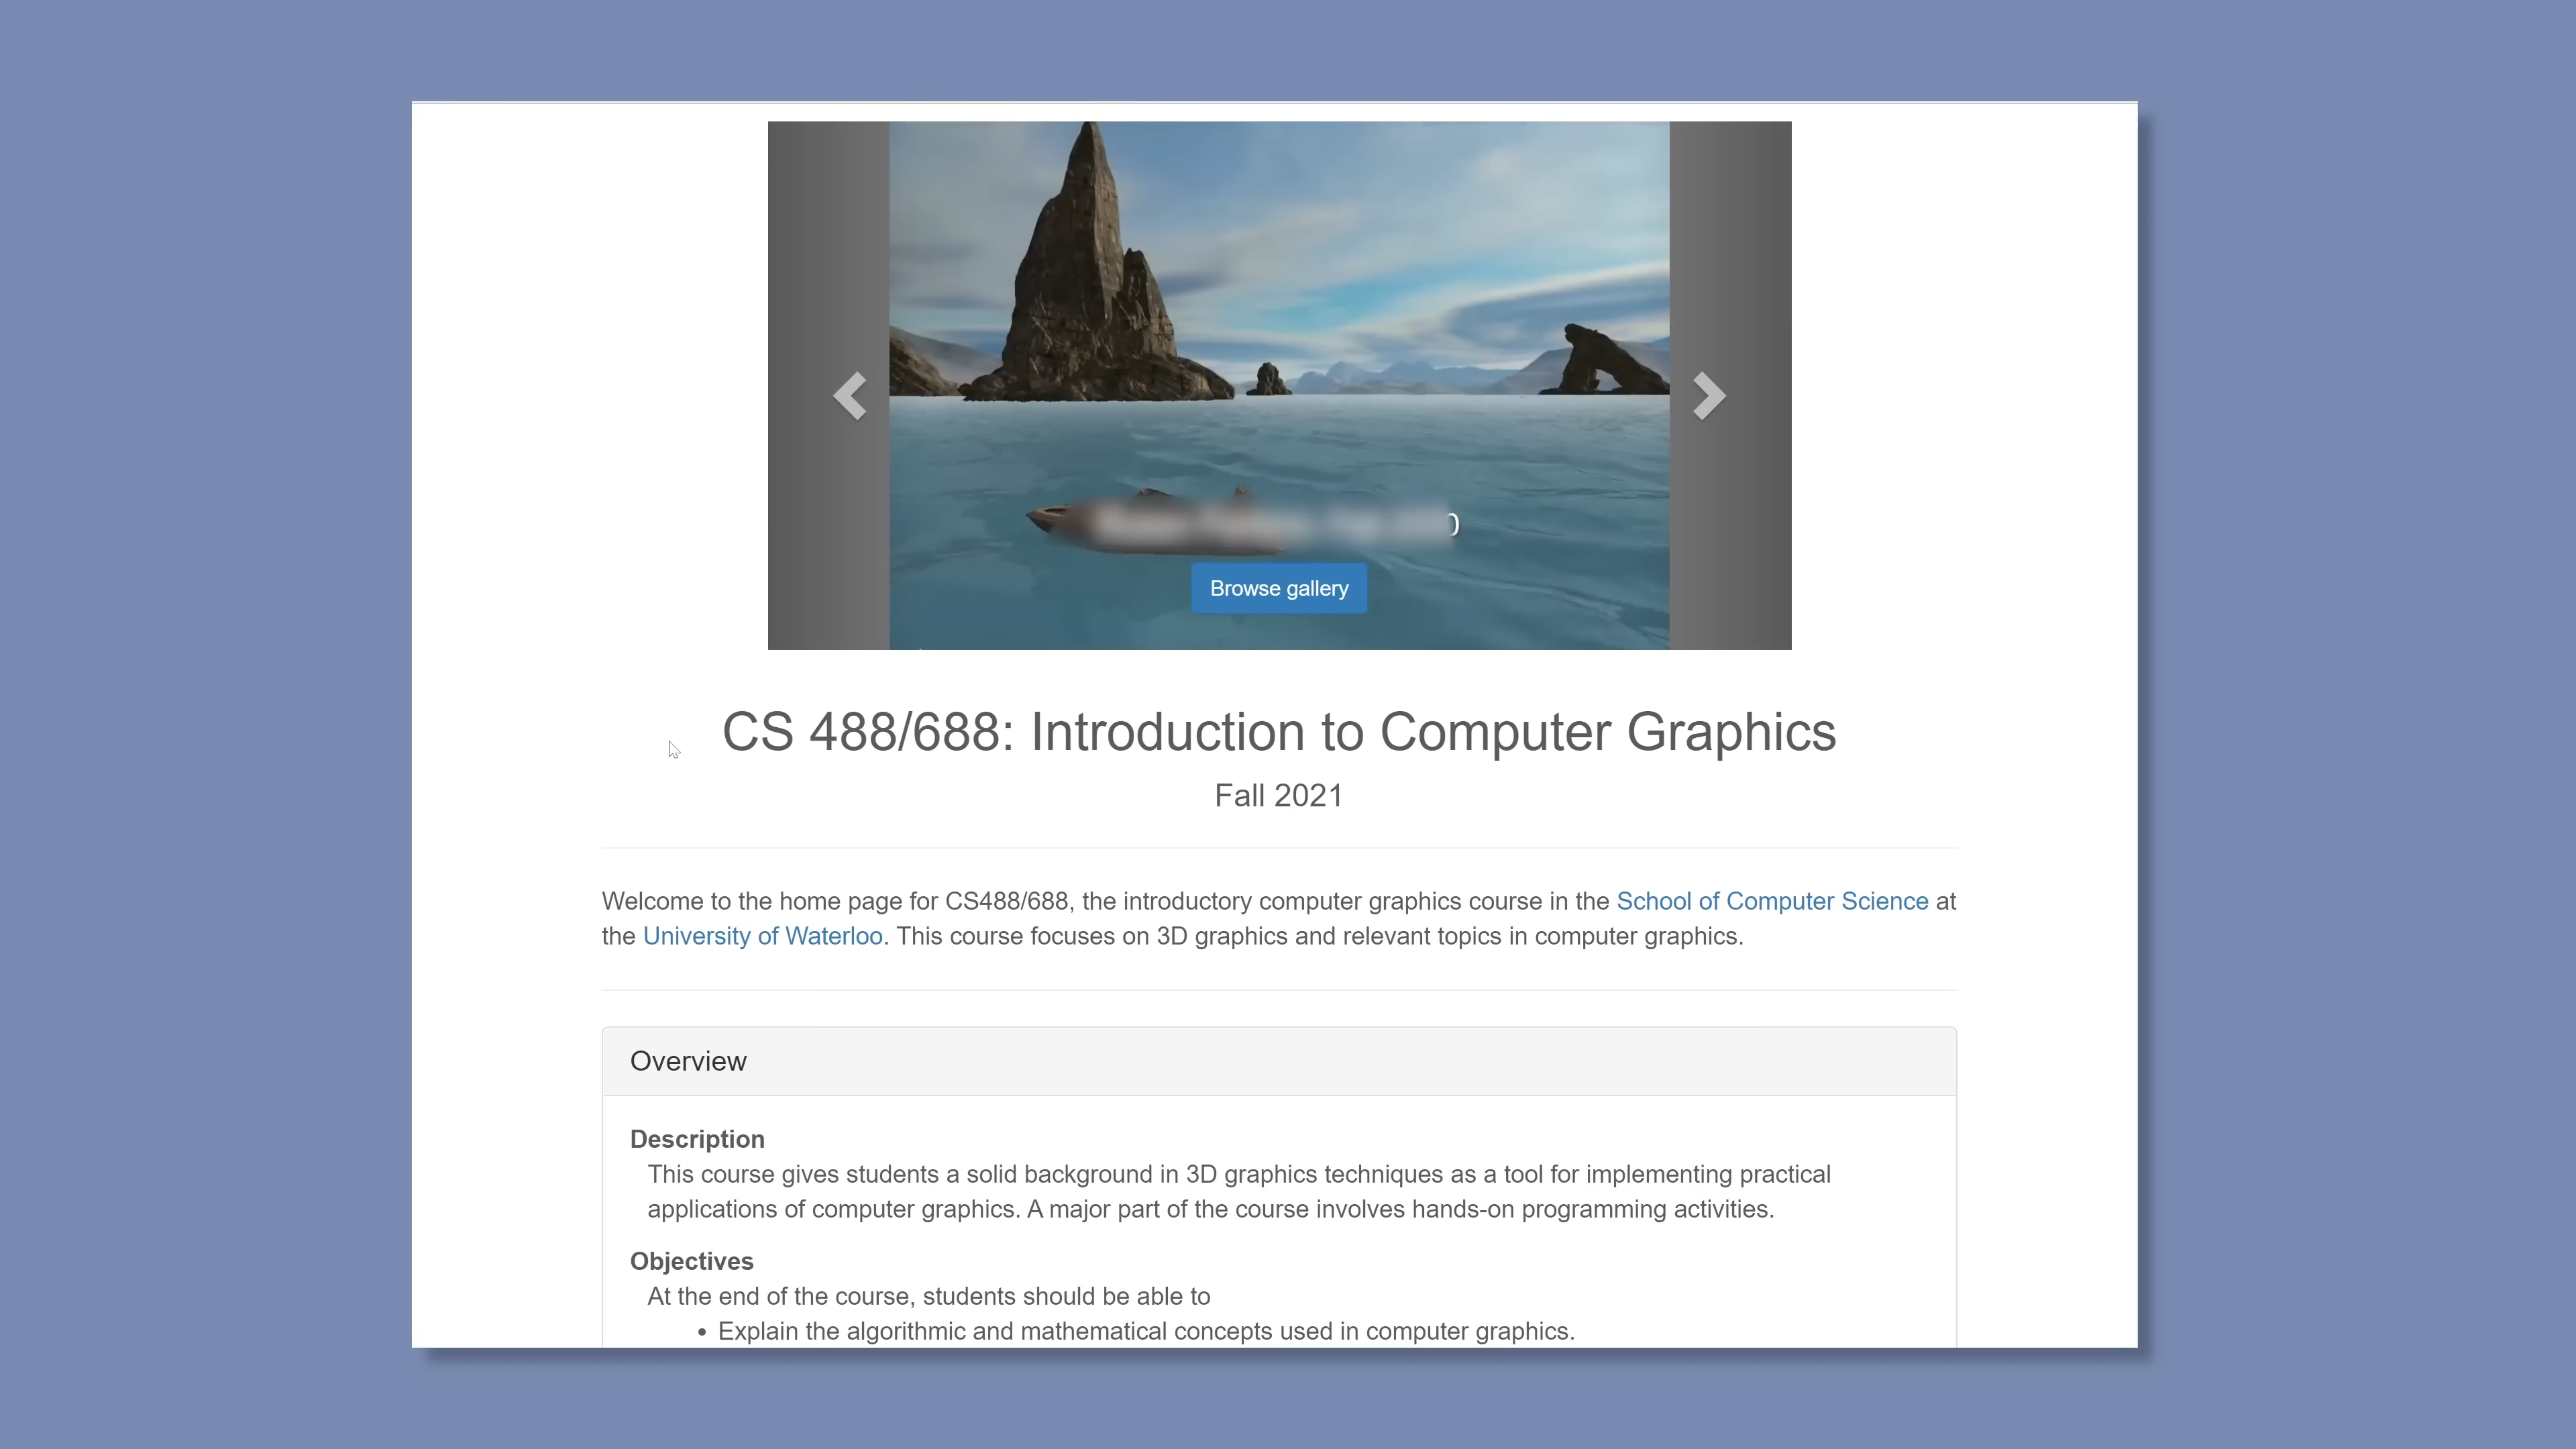 Browse gallery
CS 488/688: Introduction to Computer Graphics
Fall 2021
Welcome to the home page for CS488/688, the introductory computer graphics course in the School of Computer Science at
the University of Waterloo. This course focuses on 3D graphics and relevant topics in computer graphics.
Overview
Description
This course gives students a solid background in 3D graphics techniques as a tool for implementing practical
applications of computer graphics. A major part of the course involves hands-on programming activities.
Objectives
At the end of the course, students should be able to
• Explain the algorithmic and mathematical concepts used in computer graphics.